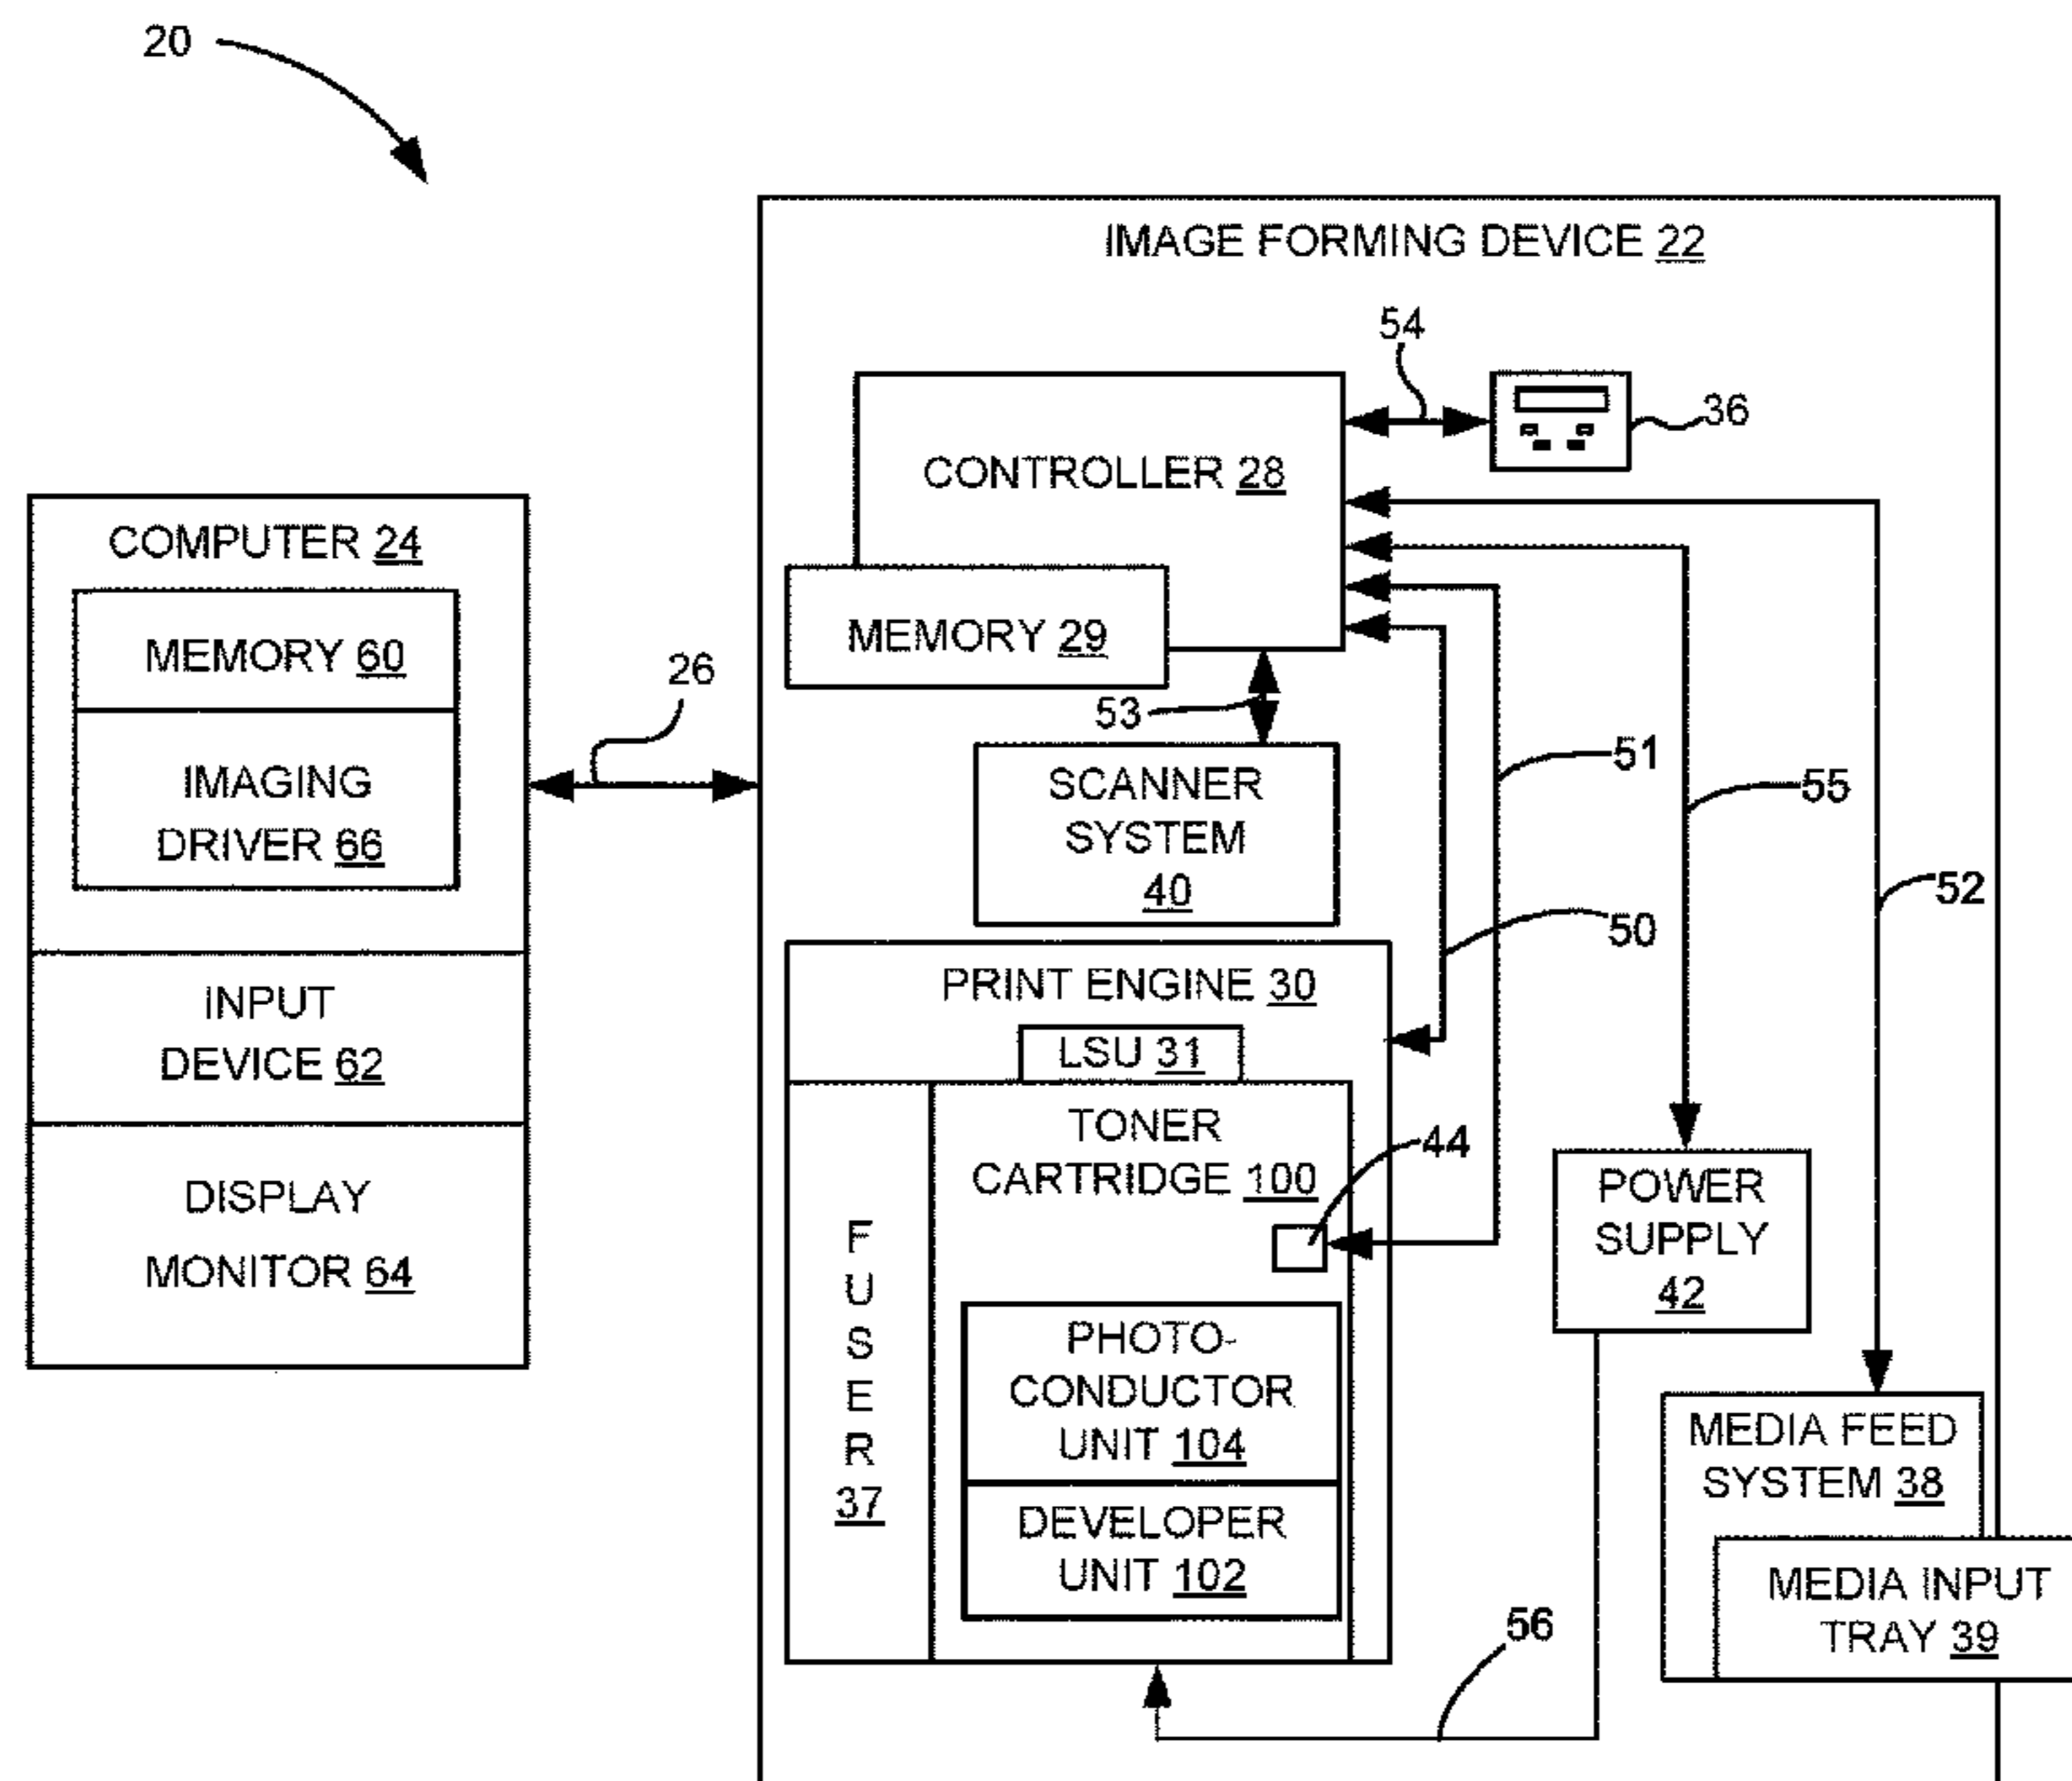 20
IMAGE FORMING DEVICE 22
54
36
CONTROLLER 28
MEMORY 29
53
SCANNER
SYSTEM
40
COMPUTER 24
MEMORY 60
IMAGING
DRIVER 66
INPUT
DEVICE 62
DISPLAY
MONITOR 64
26
51
55
52
50
PRINT ENGINE 30
LSU 31
TONER
CARTRIDGE 100
44
F
U
S
E
R
37
PHOTO-
CONDUCTOR
UNIT 104
DEVELOPER
UNIT 102
POWER
SUPPLY
42
MEDIA FEED
SYSTEM 38
MEDIA INPUT
TRAY 39
56